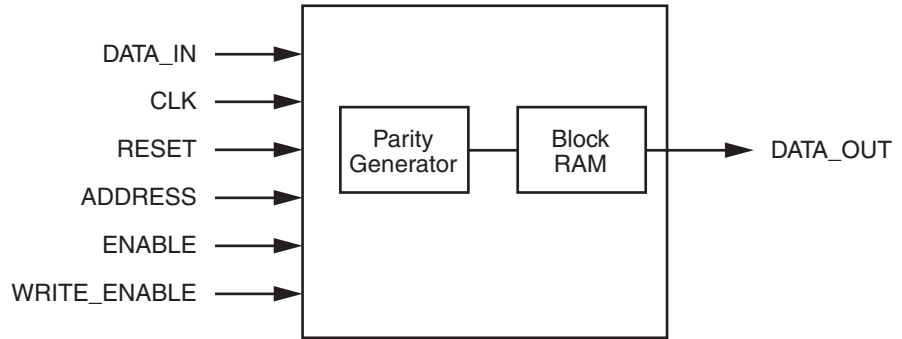 DATA_IN
CLK
RESET
ADDRESS
ENABLE
WRITE_ENABLE
Parity
Generator
Block
RAM
DATA_OUT